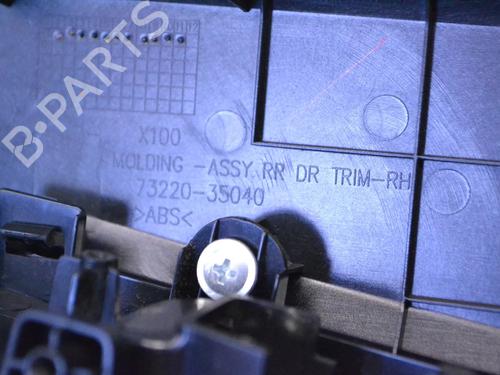 B-PARTS
X100
MOLDING -ASSY RR DR TRIM-RH
73220-35040
>ABS<